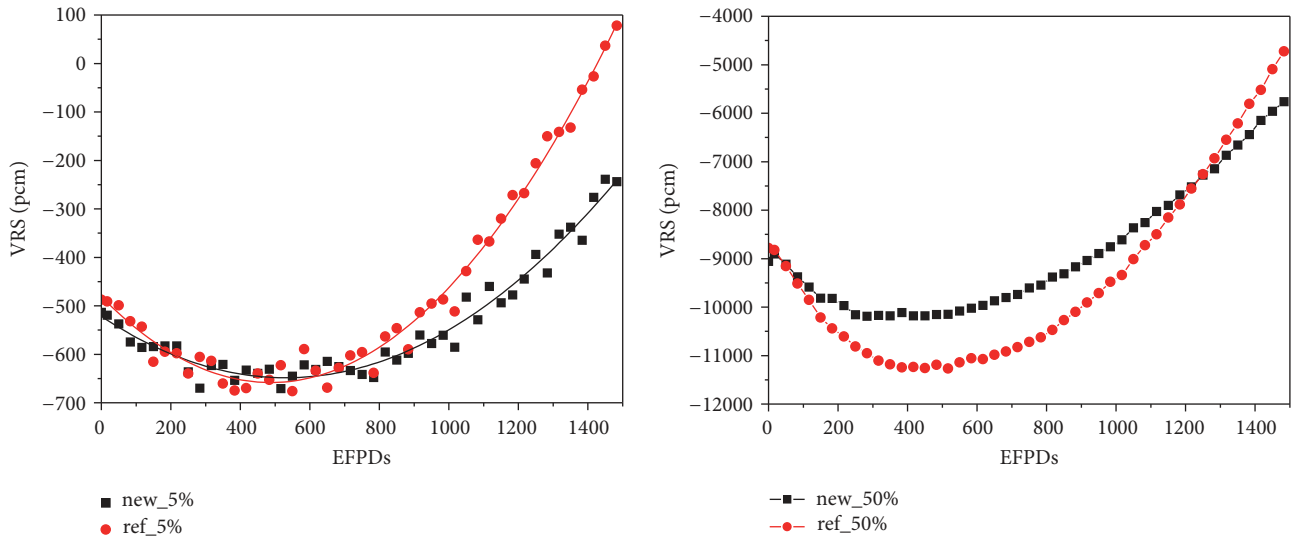 100
0
−100
−200
−300
−400
−500
−600
−700
VRS (pcm)
0 200 400 600 800 1000 1200 1400
EFPDs
new_5%
ref_5%
−4000
−5000
−6000
−7000
−8000
−9000
−10000
−11000
−12000
VRS (pcm)
0 200 400 600 800 1000 1200 1400
EFPDs
new_50%
ref_50%